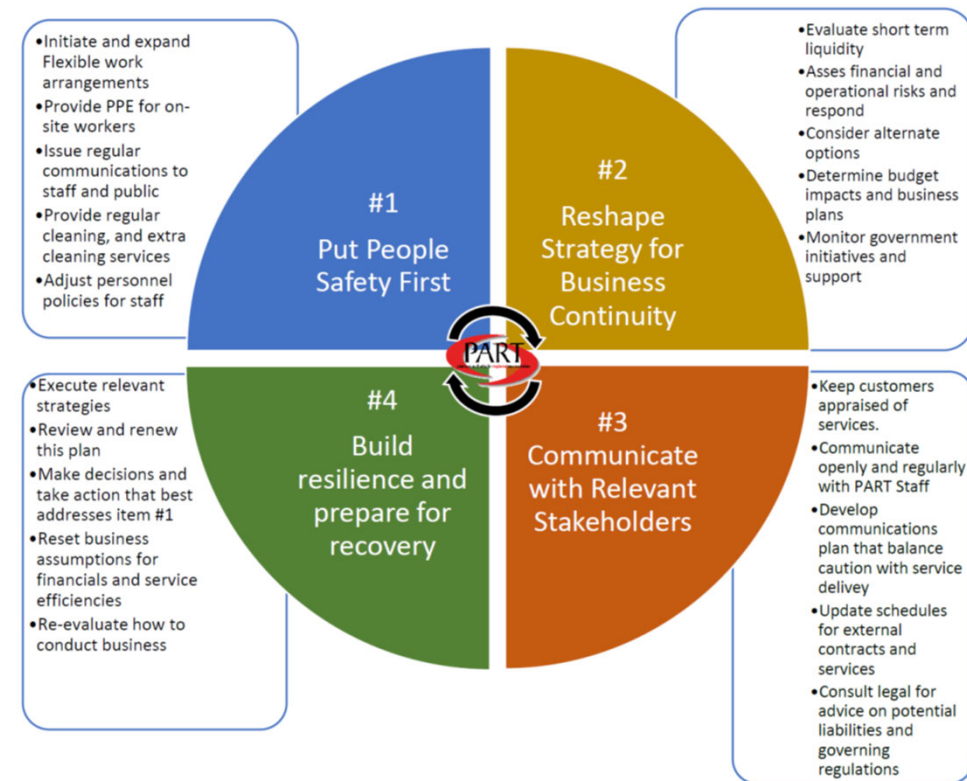 •Initiate and expand
Flexible work
arrangements
•Provide PPE for on-
site workers
•Issue regular
communications to
staff and public
•Provide regular
cleaning, and extra
cleaning services
•Adjust personnel
policies for staff
#1
Put People
Safety First
#2
Reshape
Strategy for
Business
Continuity
•Evaluate short term
liquidity
•Asses financial and
operational risks and
respond
•Consider alternate
options
•Determine budget
impacts and business
plans
•Monitor government
initiatives and
support
PART
•Execute relevant
strategies
•Review and renew
this plan
•Make decisions and
take action that best
addresses item #1
•Reset business
assumptions for
financials and service
efficiencies
•Re-evaluate how to
conduct business
#4
Build
resilience and
prepare for
recovery
#3
Communicate
with Relevant
Stakeholders
•Keep customers
appraised of
services.
•Communicate
openly and regularly
with PART Staff
•Develop
communications
plan that balance
caution with service
delivey
•Update schedules
for external
contracts and
services
•Consult legal for
advice on potential
liabilities and
governing
regulations